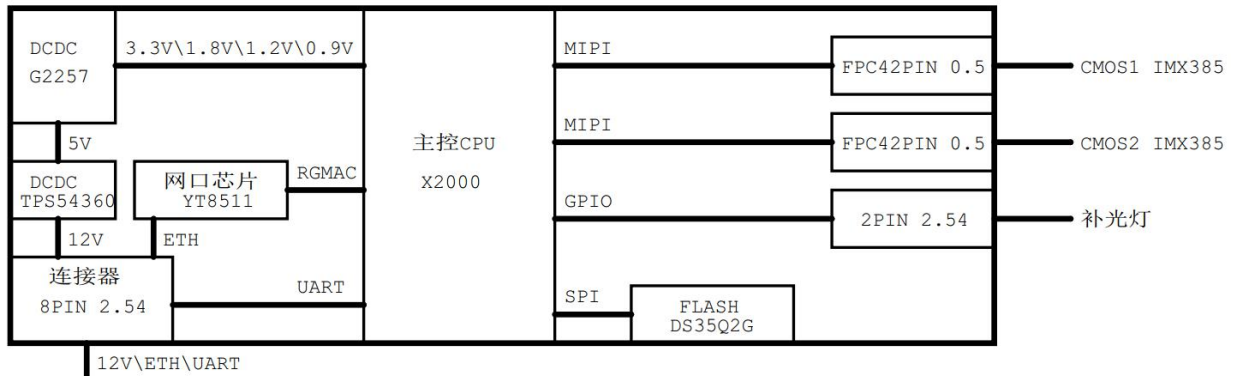 DCDC
G2257
3.3V\1.8V\1.2V\0.9V
5V
DCDC
TPS54360
网口芯片
YT8511
RGMAC
12V
ETH
连接器
8PIN 2.54
UART
12V\ETH\UART
主控CPU
X2000
MIPI
FPC42PIN 0.5
CMOS1 IMX385
MIPI
FPC42PIN 0.5
CMOS2 IMX385
GPIO
2PIN 2.54
补光灯
SPI
FLASH
DS35Q2G